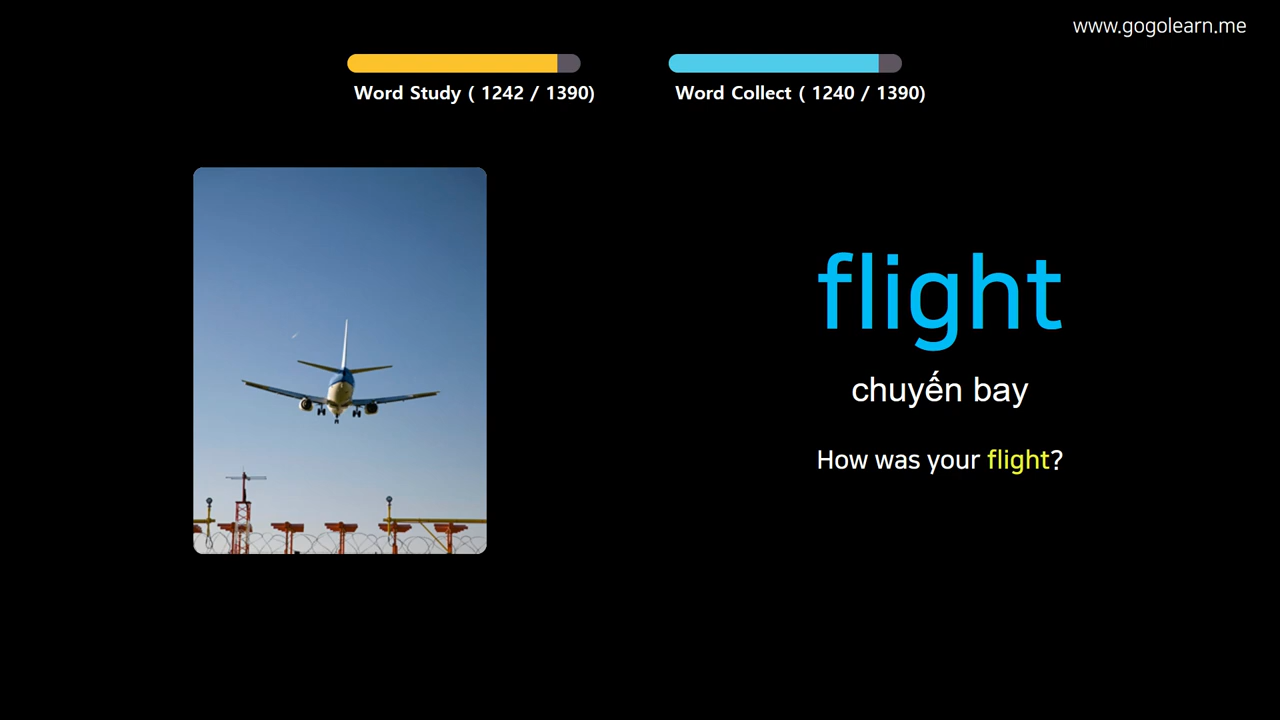 www.gogolearn.me
Word Study ( 1242 / 1390)
Word Collect ( 1240 / 1390)
flight
chuyến bay
How was your flight?